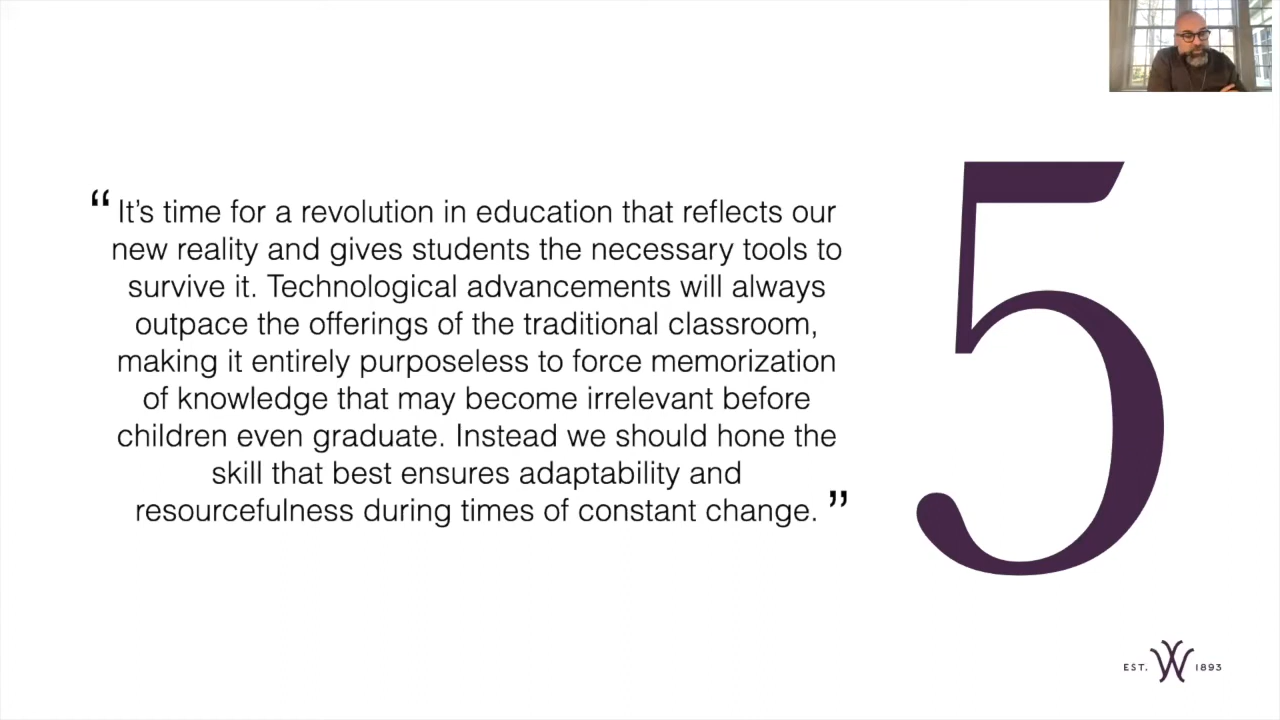 “It’s time for a revolution in education that reflects our
new reality and gives students the necessary tools to
survive it. Technological advancements will always
outpace the offerings of the traditional classroom,
making it entirely purposeless to force memorization
of knowledge that may become irrelevant before
children even graduate. Instead we should hone the
skill that best ensures adaptability and
resourcefulness during times of constant change.”
5
EST. W 1893